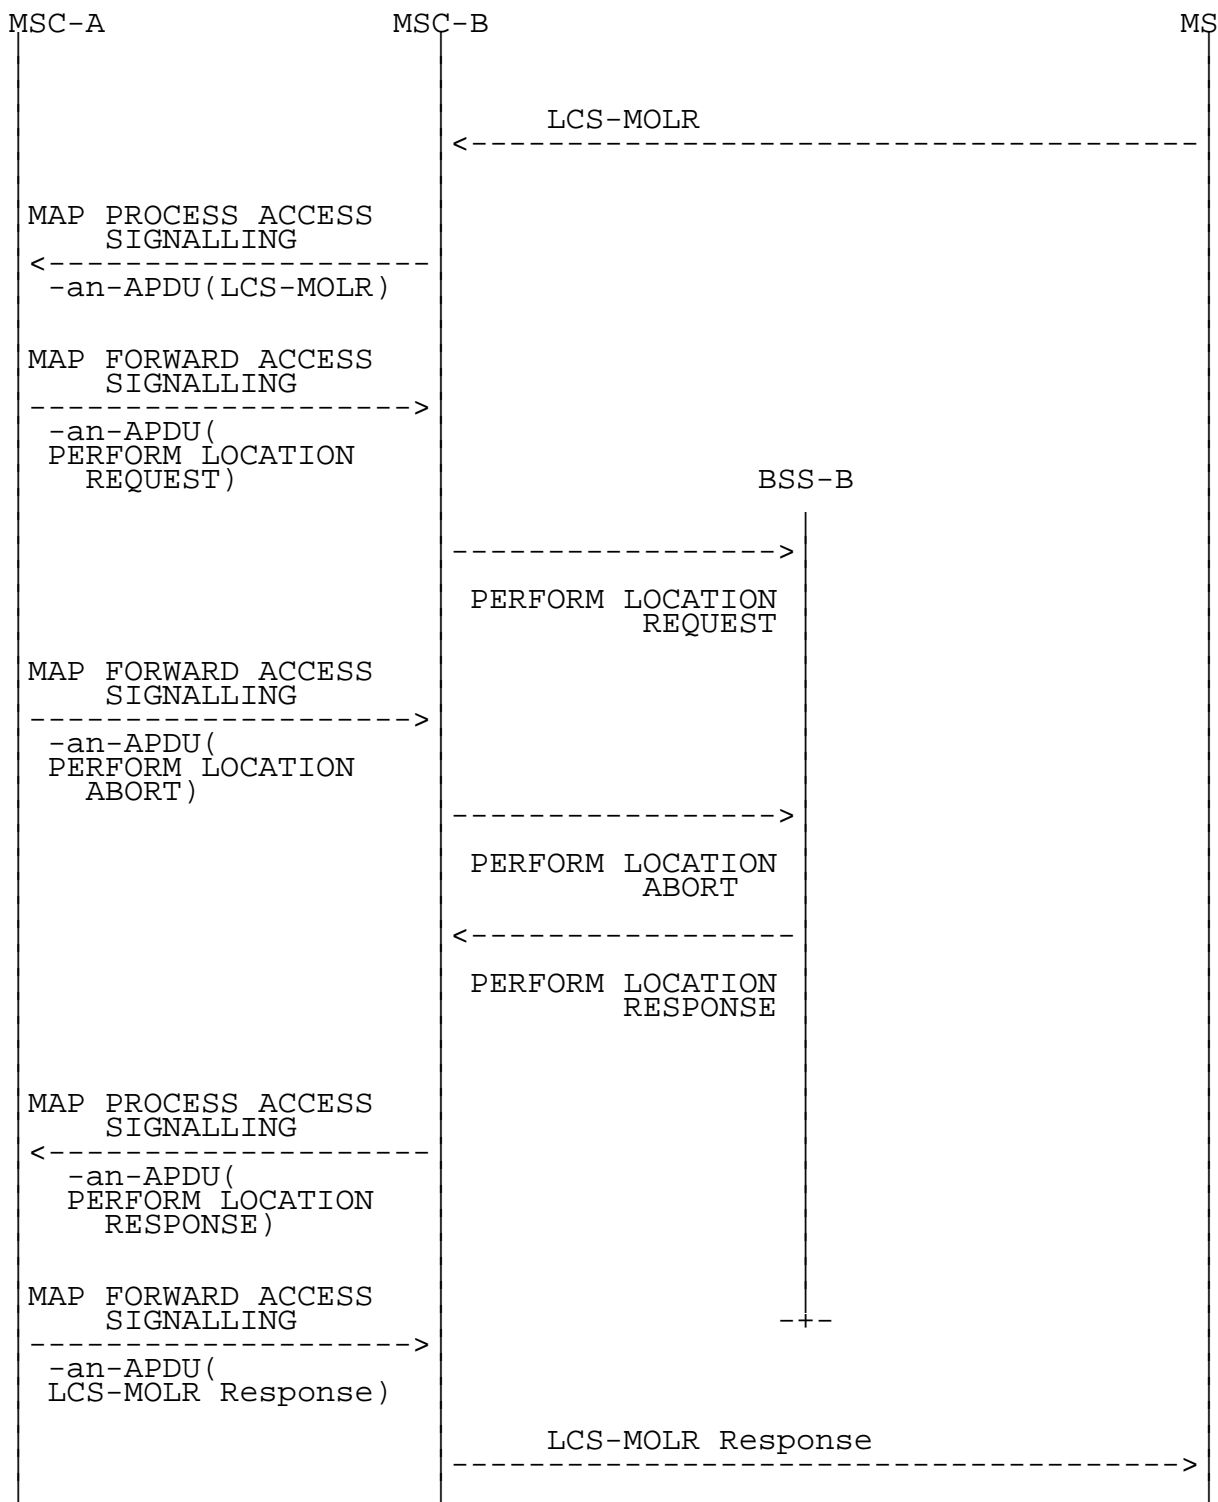 MSC-A MSC-B MS
LCS-MOLR
MAP PROCESS ACCESS
SIGNALLING
-an-APDU(LCS-MOLR)
MAP FORWARD ACCESS
SIGNALLING
-an-APDU(
PERFORM LOCATION
REQUEST)
BSS-B
PERFORM LOCATION
REQUEST
MAP FORWARD ACCESS
SIGNALLING
-an-APDU(
PERFORM LOCATION
ABORT)
PERFORM LOCATION
ABORT
PERFORM LOCATION
RESPONSE
MAP PROCESS ACCESS
SIGNALLING
-an-APDU(
PERFORM LOCATION
RESPONSE)
MAP FORWARD ACCESS
SIGNALLING
-an-APDU(
LCS-MOLR Response)
LCS-MOLR Response